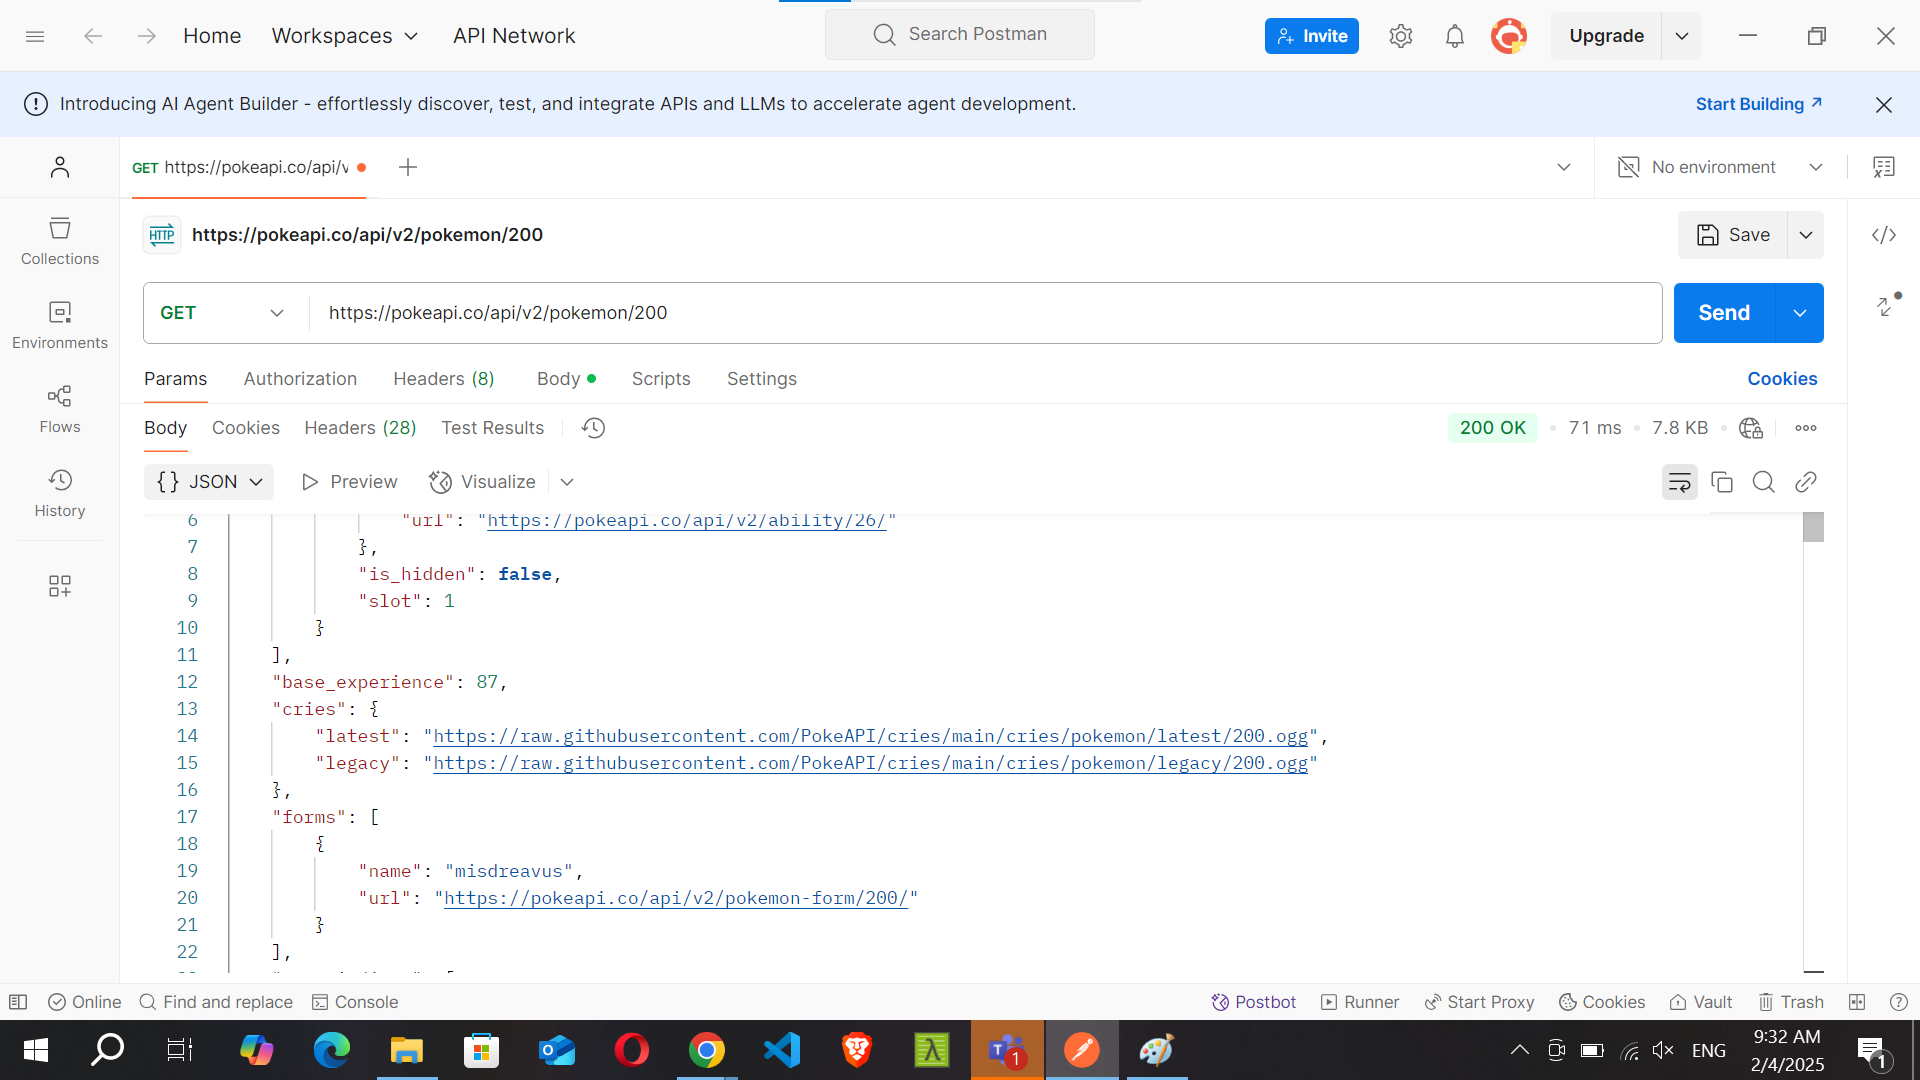 Home
Workspaces
API Network
Search Postman
Invite
Upgrade
Introducing AI Agent Builder - effortlessly discover, test, and integrate APIs and LLMs to accelerate agent development.
Start Building
GET https://pokeapi.co/api/v
No environment
Collections
Environments
Flows
History
HTTP https://pokeapi.co/api/v2/pokemon/200
Save
GET https://pokeapi.co/api/v2/pokemon/200
Send
Params Authorization Headers (8) Body Scripts Settings
Cookies
Body Cookies Headers (28) Test Results
200 OK 71 ms 7.8 KB
{} JSON Preview Visualize
6 "url": "https://pokeapi.co/api/v2/ability/26/"
7 },
8 "is_hidden": false,
9 "slot": 1
10 }
11 ],
12 "base_experience": 87,
13 "cries": {
14 "latest": "https://raw.githubusercontent.com/PokeAPI/cries/main/cries/pokemon/latest/200.ogg",
15 "legacy": "https://raw.githubusercontent.com/PokeAPI/cries/main/cries/pokemon/legacy/200.ogg"
16 },
17 "forms": [
18 {
19 "name": "misdreavus",
20 "url": "https://pokeapi.co/api/v2/pokemon-form/200/"
21 }
22 ],
Online
Find and replace
Console
Postbot
Runner
Start Proxy
Cookies
Vault
Trash
1
ENG
9:32 AM
2/4/2025
1